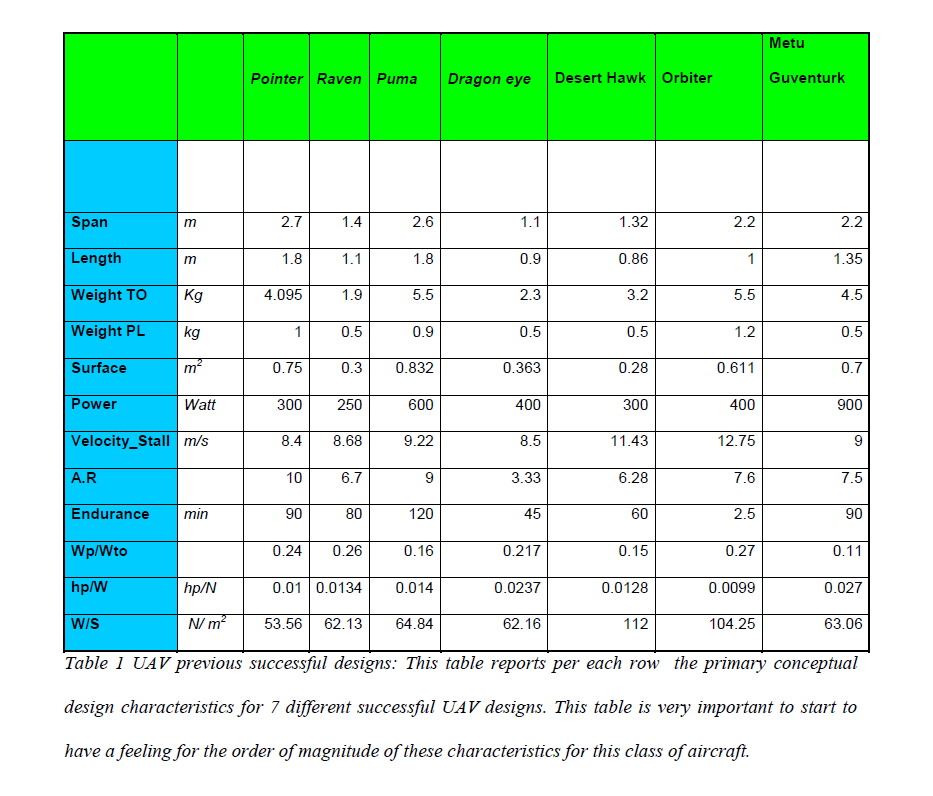 Pointer Raven Puma Dragon eye Desert Hawk Orbiter Metu Guventurk
Span m 2.7 1.4 2.6 1.1 1.32 2.2 2.2
Length m 1.8 1.1 1.8 0.9 0.86 1 1.35
Weight TO Kg 4.095 1.9 5.5 2.3 3.2 5.5 4.5
Weight PL kg 1 0.5 0.9 0.5 0.5 1.2 0.5
Surface m² 0.75 0.3 0.832 0.363 0.28 0.611 0.7
Power Watt 300 250 600 400 300 400 900
Velocity_Stall m/s 8.4 8.68 9.22 8.5 11.43 12.75 9
A.R 10 6.7 9 3.33 6.28 7.6 7.5
Endurance min 90 80 120 45 60 2.5 90
Wp/Wto 0.24 0.26 0.16 0.217 0.15 0.27 0.11
hp/W hp/N 0.01 0.0134 0.014 0.0237 0.0128 0.0099 0.027
W/S N/ m² 53.56 62.13 64.84 62.16 112 104.25 63.06
Table 1 UAV previous successful designs: This table reports per each row the primary conceptual
design characteristics for 7 different successful UAV designs. This table is very important to start to
have a feeling for the order of magnitude of these characteristics for this class of aircraft.